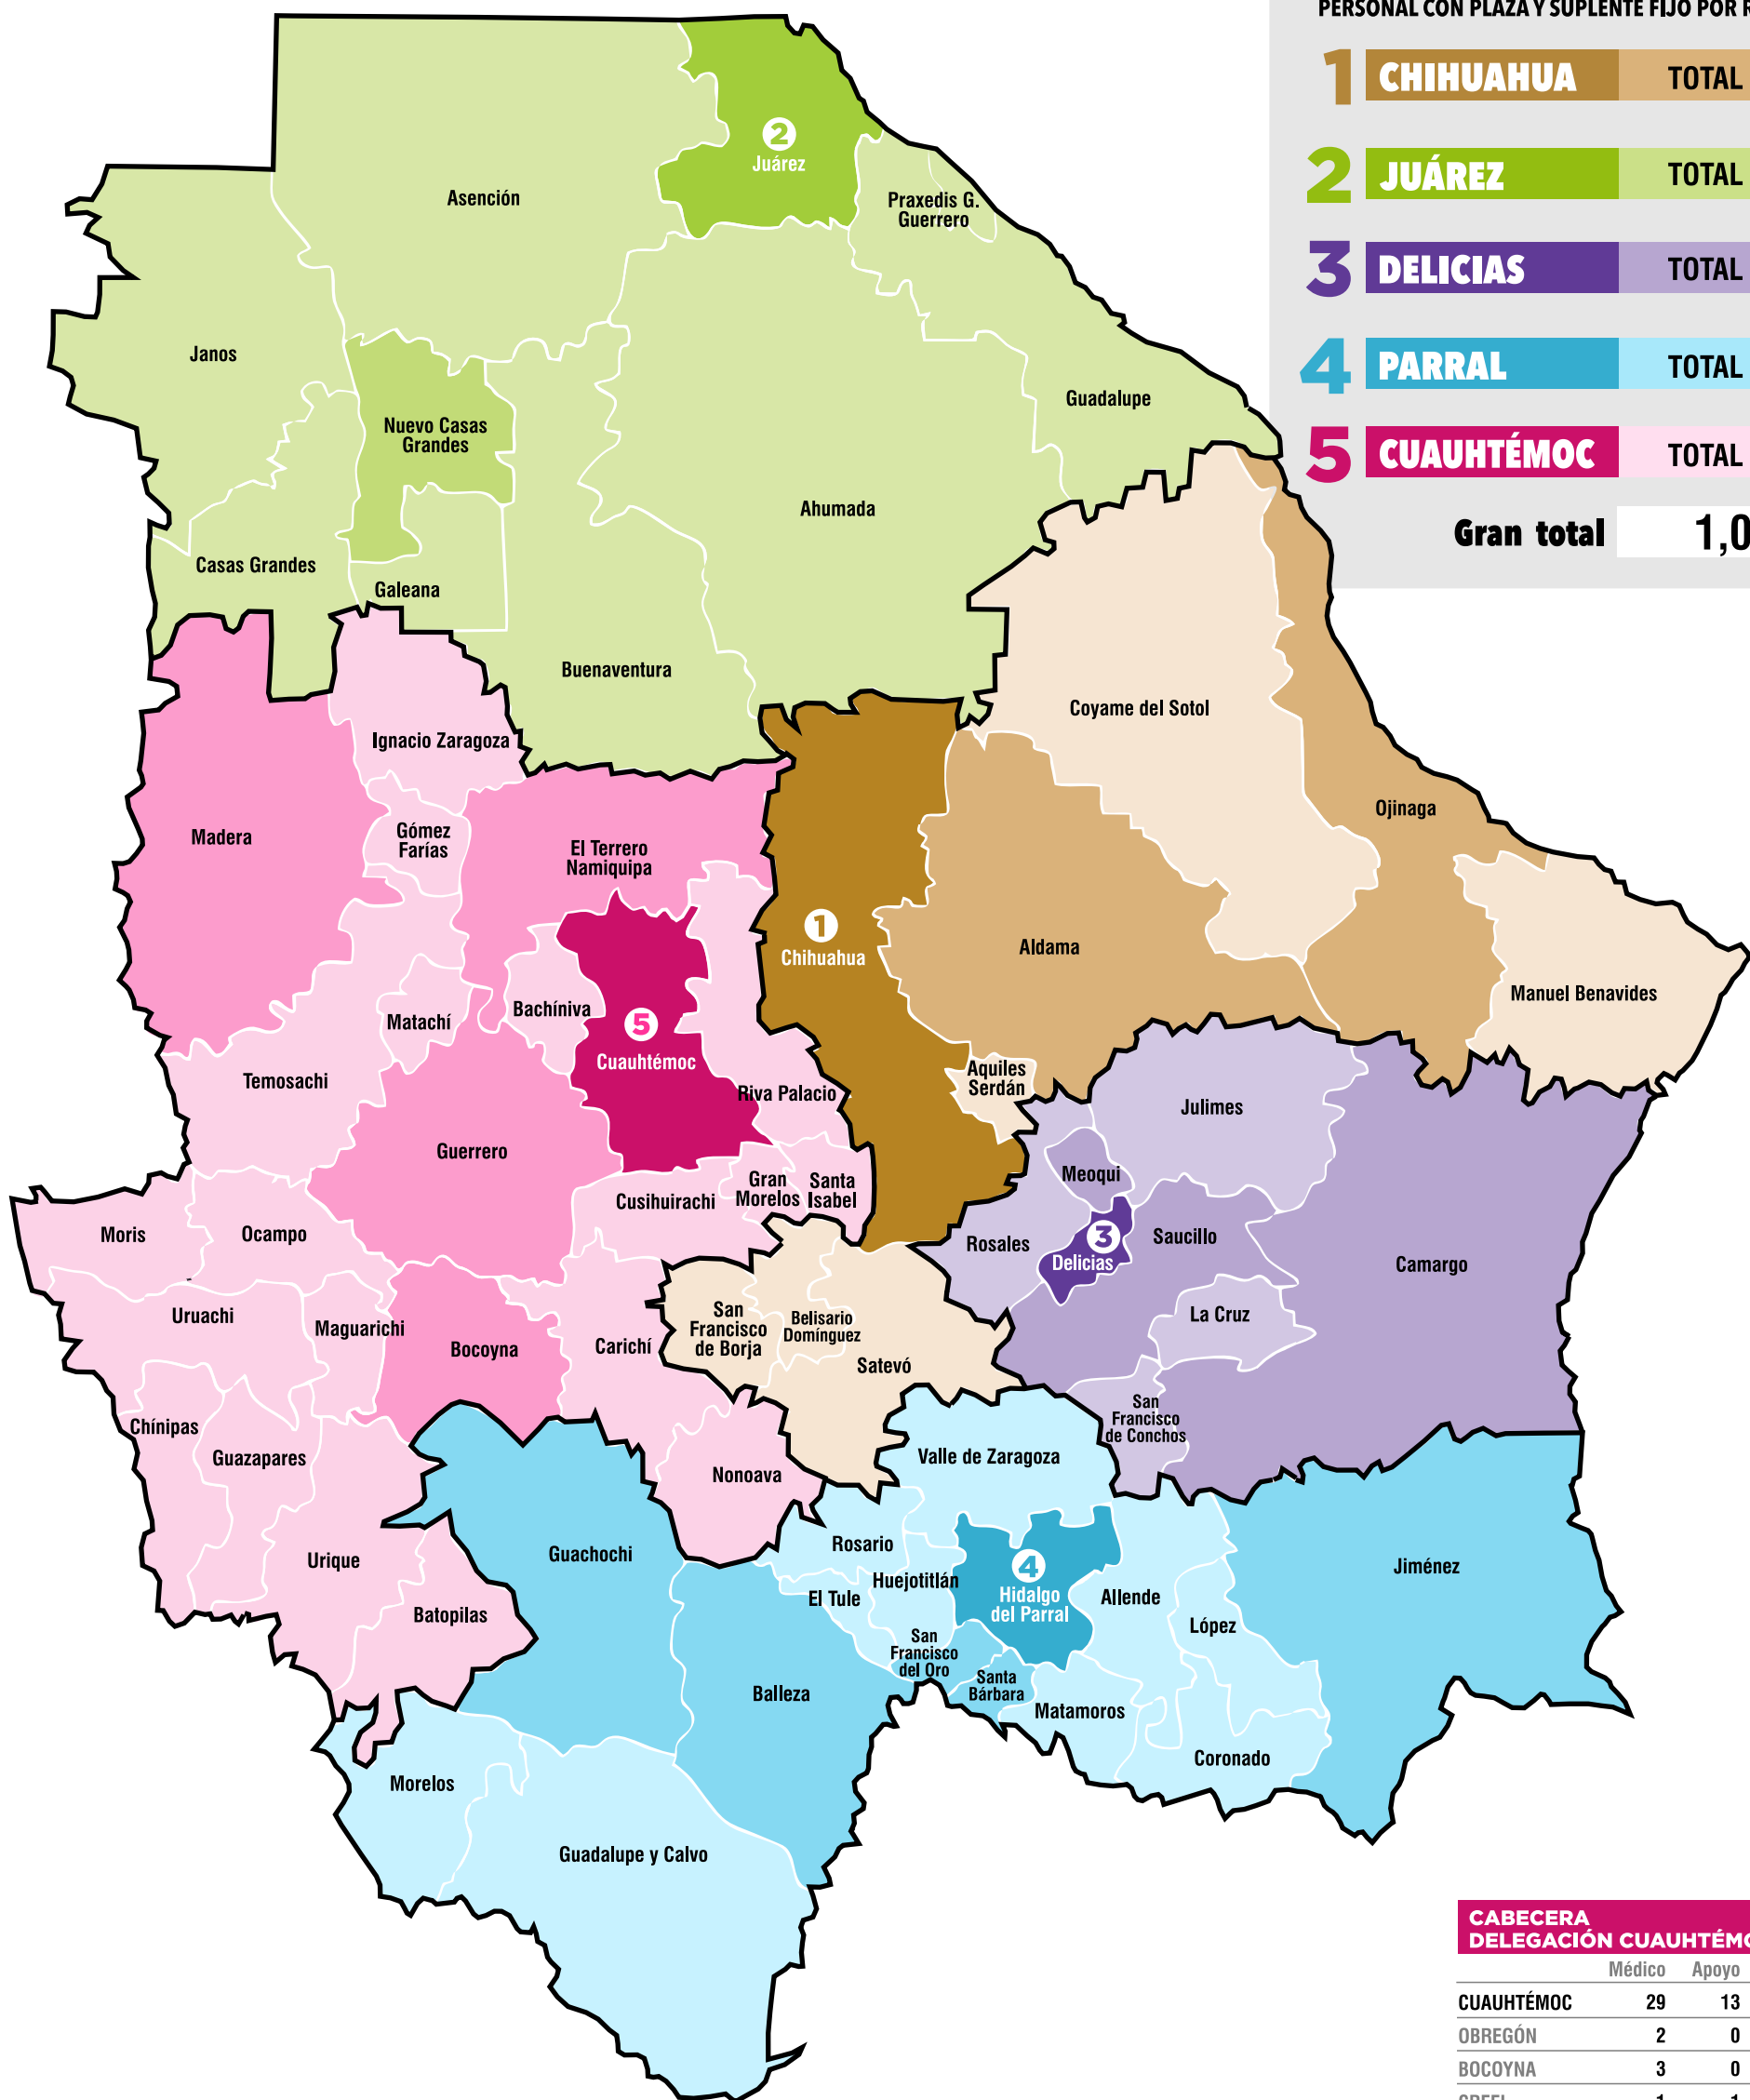 PERSONAL CON PLAZA Y SUPLENTE FIJO POR
1 CHIHUAHUA TOTAL
2 JUÁREZ TOTAL
3 DELICIAS TOTAL
4 PARRAL TOTAL
5 CUAUHTÉMOC TOTAL
Gran total 1,0
2
Juárez
Asención
Praxedis G.
Guerrero
Janos
Guadalupe
Nuevo Casas
Grandes
Ahumada
Casas Grandes
Galeana
Buenaventura
Coyame del Sotol
Ignacio Zaragoza
Ojinaga
Madera
Gómez
Farías
El Terrero
Namiquipa
1
Chihuahua
Aldama
Manuel Benavides
Bachíniva
Matachí
5
Cuauhtémoc
Temosachi
Aquiles
Serdán
Riva Palacio
Julimes
Guerrero
Meoqui
Gran
Morelos
Santa
Isabel
Cusihuirachi
Moris
Ocampo
Rosales
3
Delicias
Saucillo
Camargo
Uruachi
Maguarichi
San
Francisco
de Borja
Belisario
Domínguez
La Cruz
Bocoyna
Carichí
Satevó
Chínipas
San
Francisco
de Conchos
Guazapares
Nonoava
Valle de Zaragoza
Rosario
Urique
Guachochi
Huejotitlán
4
Hidalgo
del Parral
Jiménez
El Tule
Allende
Batopilas
López
San
Francisco
del Oro
Santa
Bárbara
Balleza
Matamoros
Coronado
Morelos
Guadalupe y Calvo
CABECERA
DELEGACIÓN CUAUHTÉMO
Médico Apoyo
CUAUHTÉMOC 29 13
OBREGÓN 2 0
BOCOYNA 3 0